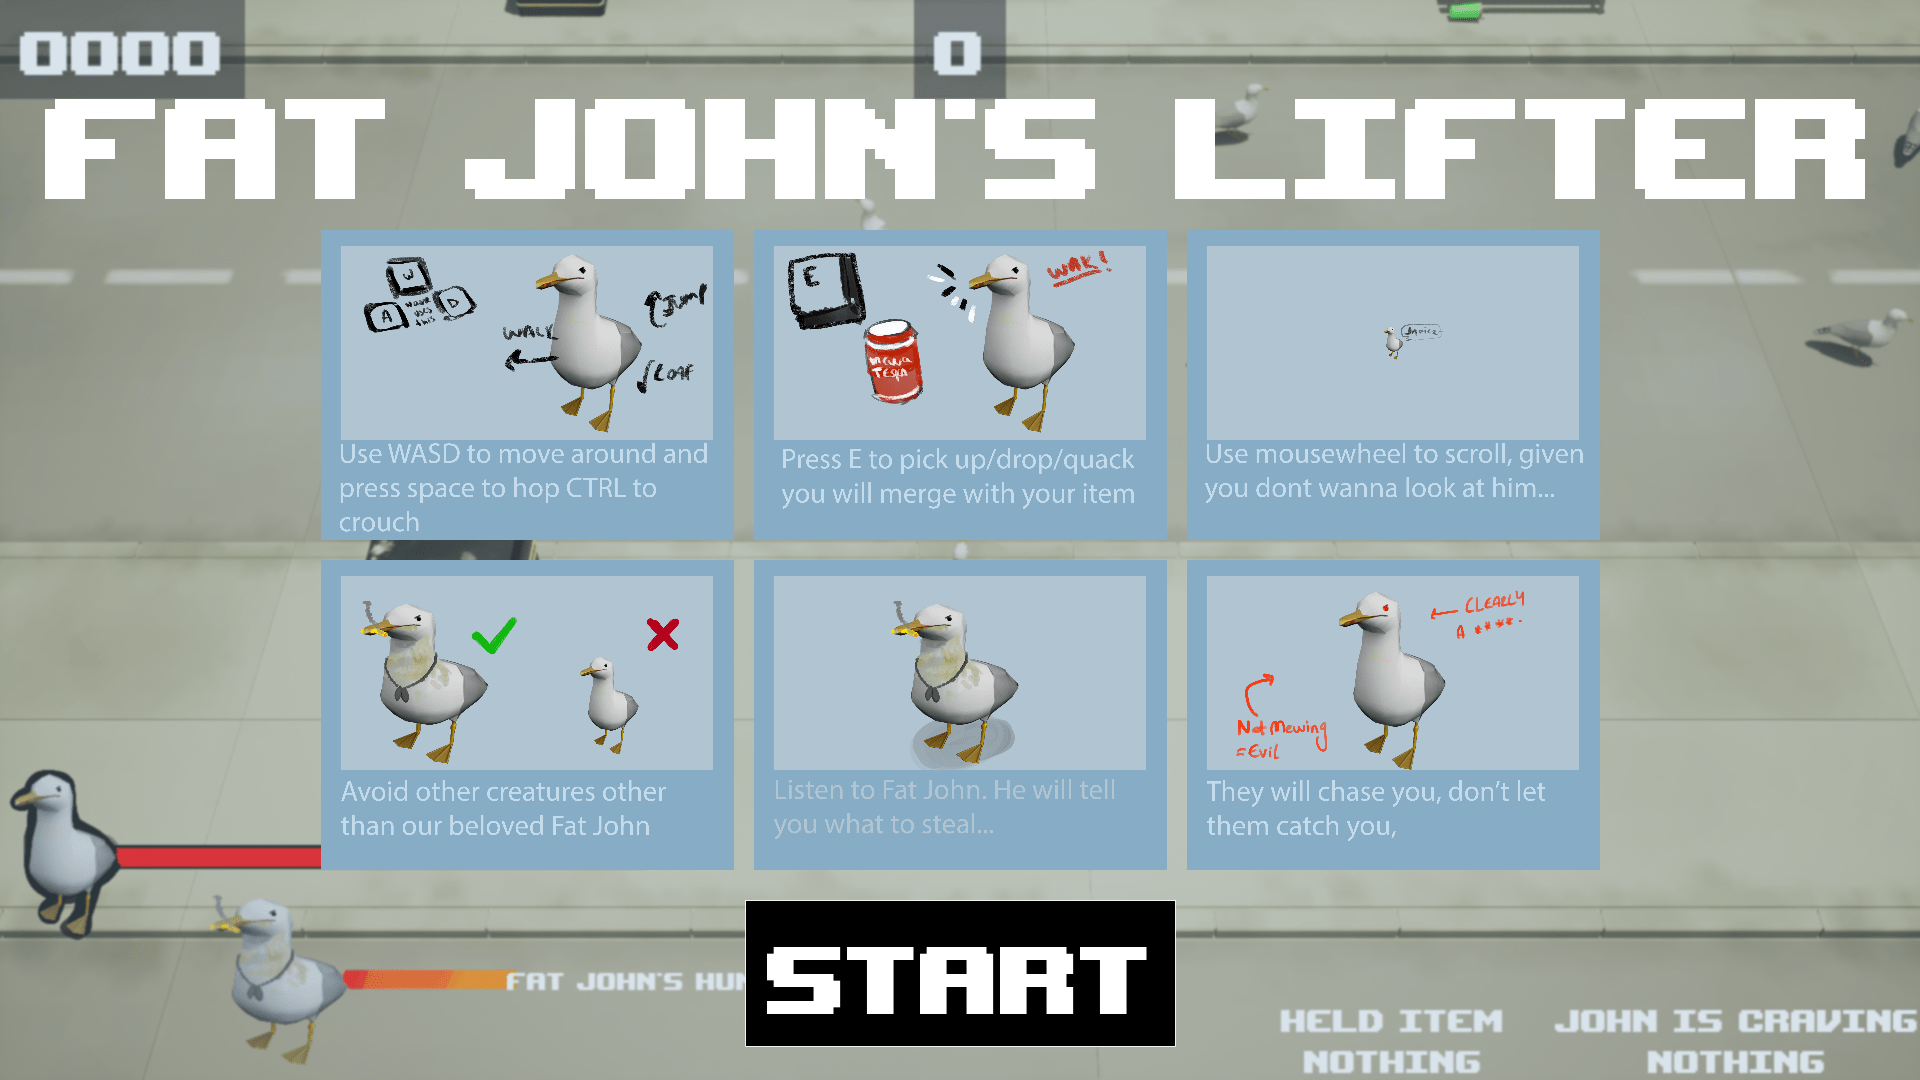 0000
0
FAT JOHN'S LIFTER
W
A
D
WALK
JUMP
LOAF
Use WASD to move around and
press space to hop CTRL to
crouch
E
WAK!
Press E to pick up/drop/quack
you will merge with your item
Use mousewheel to scroll, given
you dont wanna look at him...
Avoid other creatures other
than our beloved Fat John
Listen to Fat John. He will tell
you what to steal...
CLEARLY
A ****.
Not Mewing
=Evil
They will chase you, don’t let
them catch you,
FAT JOHN'S
START
HELD ITEM
NOTHING
JOHN IS CRAVING
NOTHING